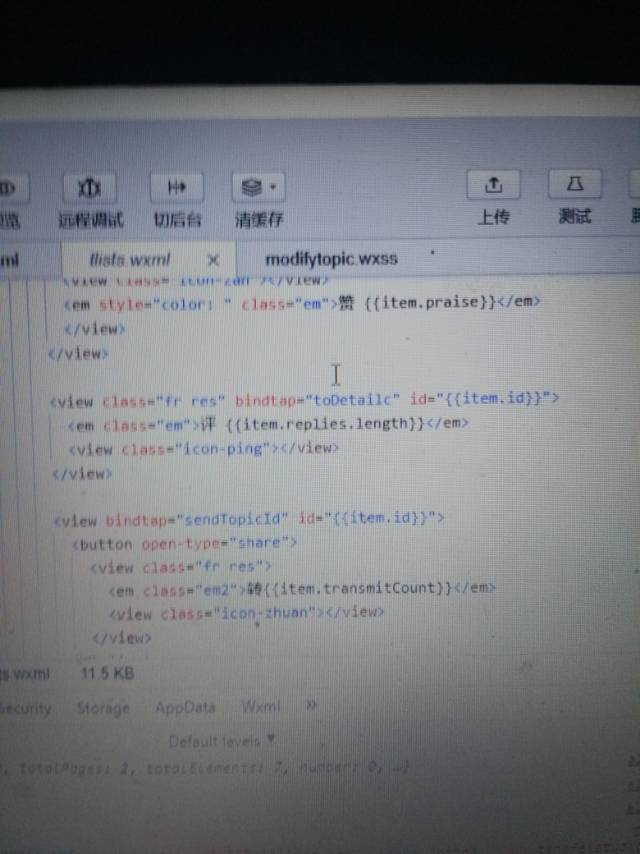 览 远程调试 切后台 清缓存 上传 测试
ml tlists.wxml × modifytopic.wxss
<view class="icon-zan"></view>
<em style="color: " class="em">赞 {{item.praise}}</em>
</view>
</view>
<view class="fr res" bindtap="toDetailc" id="{{item.id}}">
<em class="em">评 {{item.replies.length}}</em>
<view class="icon-ping"></view>
</view>
<view bindtap="sendTopicId" id="{{item.id}}">
<button open-type="share">
<view class="fr res">
<em class="em2">转{{item.transmitCount}}</em>
<view class="icon-zhuan"></view>
</view>
ts.wxml 11.5 KB
Security Storage AppData Wxml »
Default levels ▼
, totalPages: 2, totalElements: 7, number: 0, …}